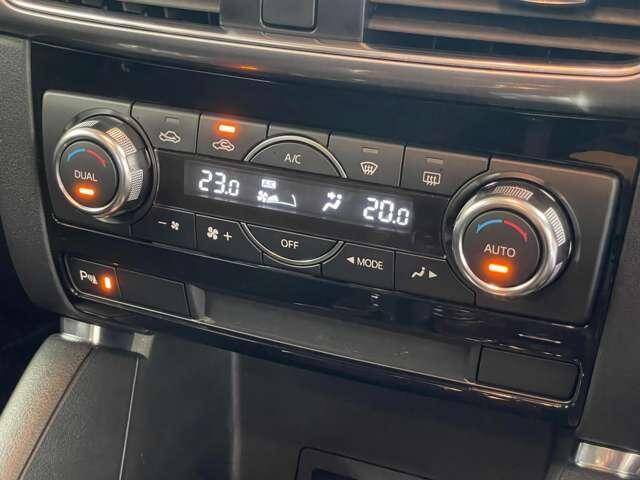 A/C
DUAL
23.0
20.0
AUTO
- +
OFF
◄ MODE ►
P